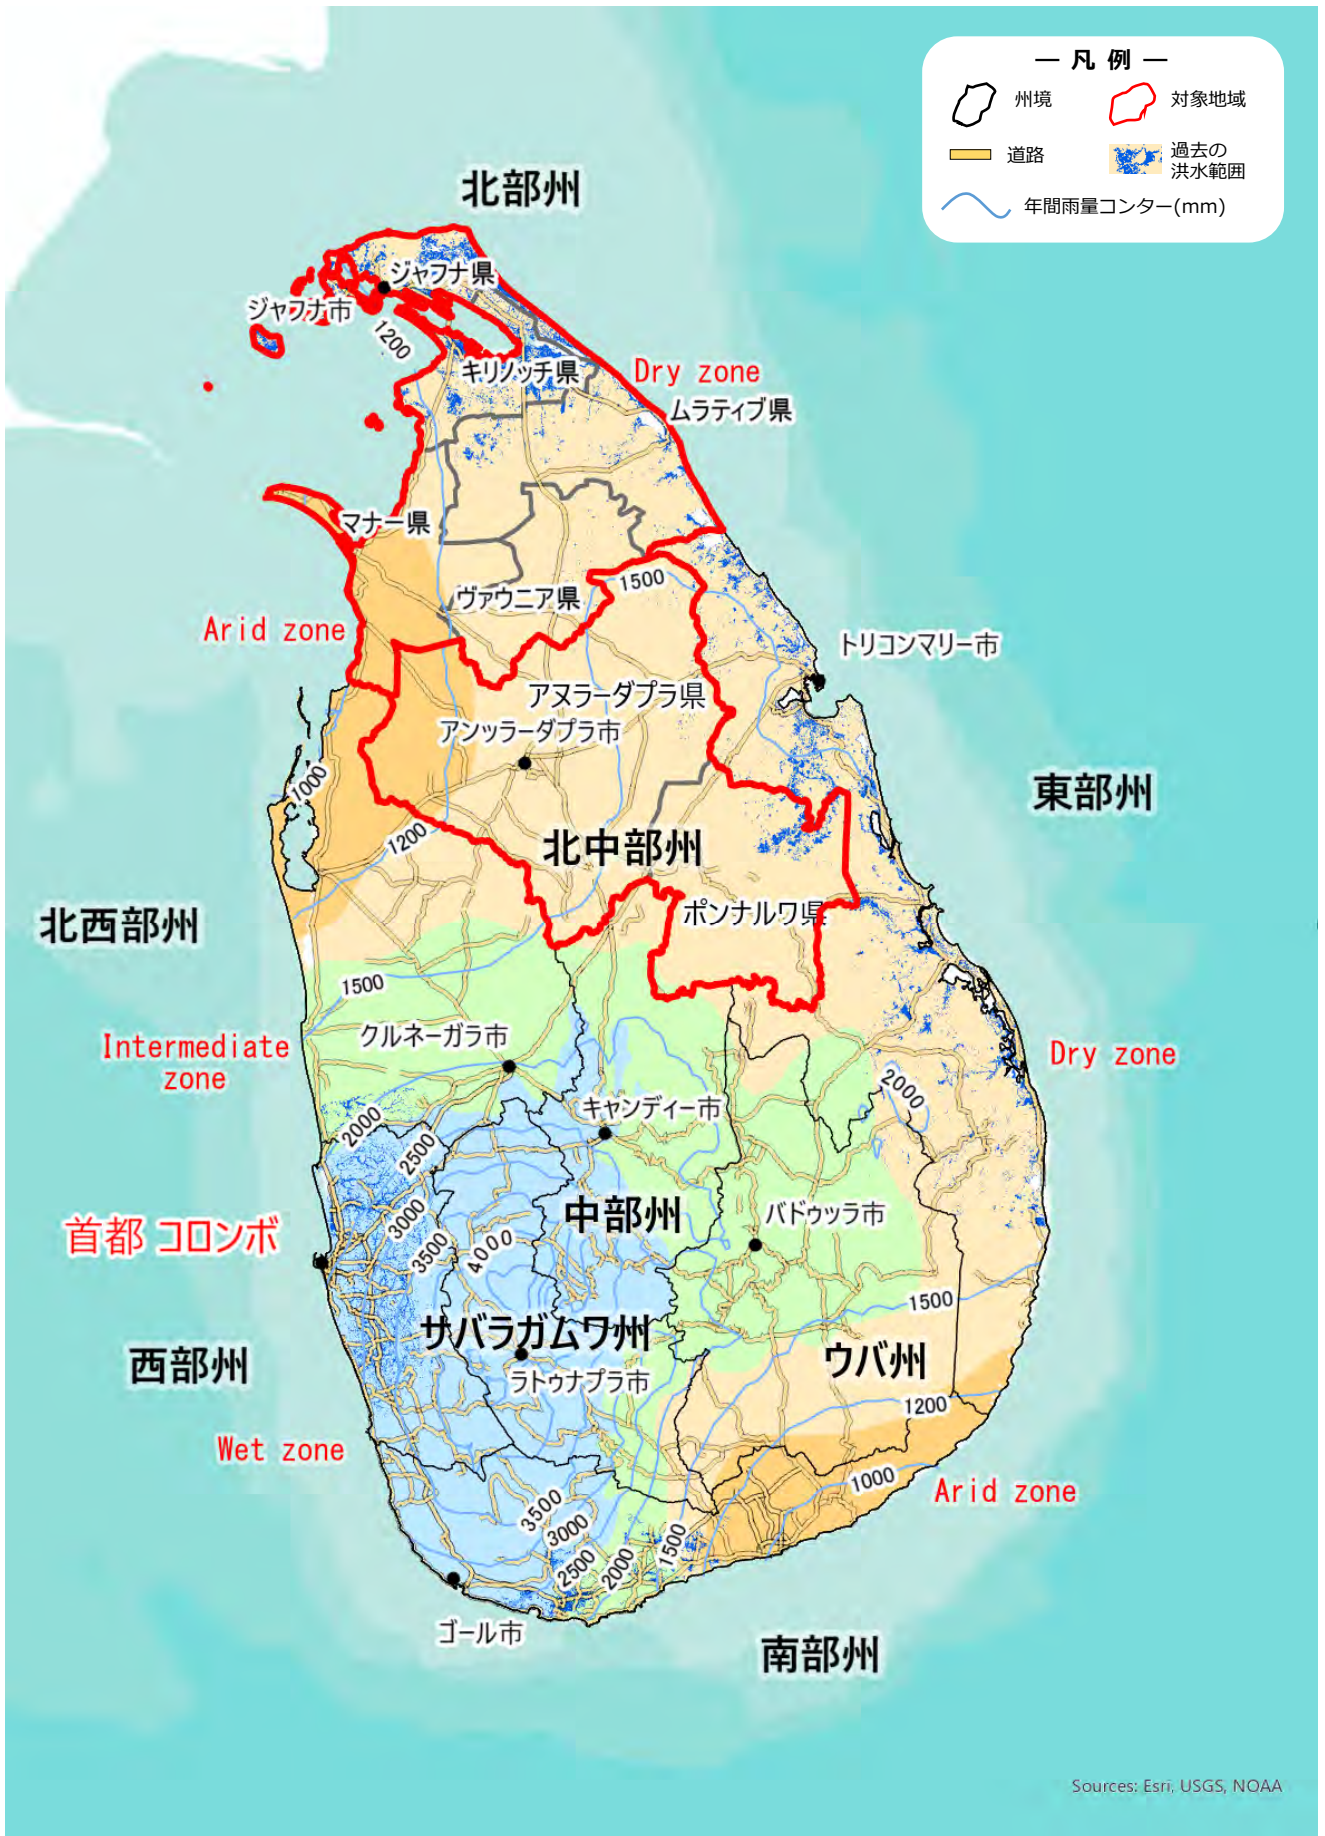 ― 凡 例 ―
州境
対象地域
道路
過去の
洪水範囲
年間雨量コンター(mm)
北部州
ジャフナ県
ジャフナ市
1200
キリノッチ県
Dry zone
ムラティブ県
マナー県
ヴァウニア県
1500
Arid zone
トリコンマリー市
アヌラーダプラ県
アンッラーダプラ市
1000
東部州
1200
北中部州
ポンナルワ県
北西部州
1500
クルネーガラ市
Intermediate
zone
Dry zone
2000
キャンディー市
2000
2500
3000
中部州
バドゥッラ市
首都 コロンボ
3500
4000
1500
サバラガムワ州
西部州
ウバ州
ラトゥナプラ市
1200
Wet zone
1000
Arid zone
3500
3000
2500
2000
1500
ゴール市
南部州
Sources: Esri, USGS, NOAA